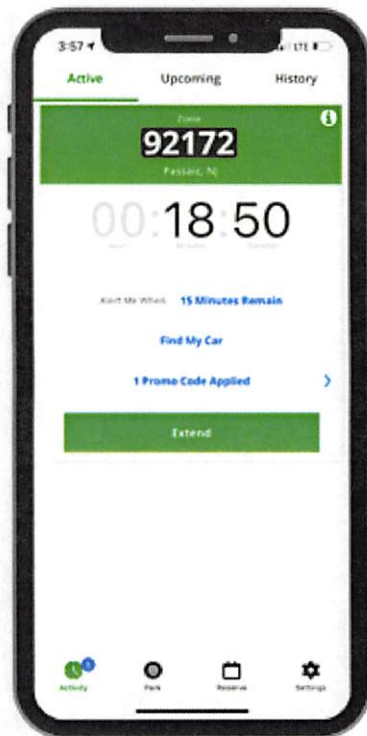 3:57 LTE
Active Upcoming History
Zone
92172
Passaic, NJ
00:18:50
Minutes
Alert Me When 15 Minutes Remain
Find My Car
1 Promo Code Applied
Extend
Activity Park Reserve Settings